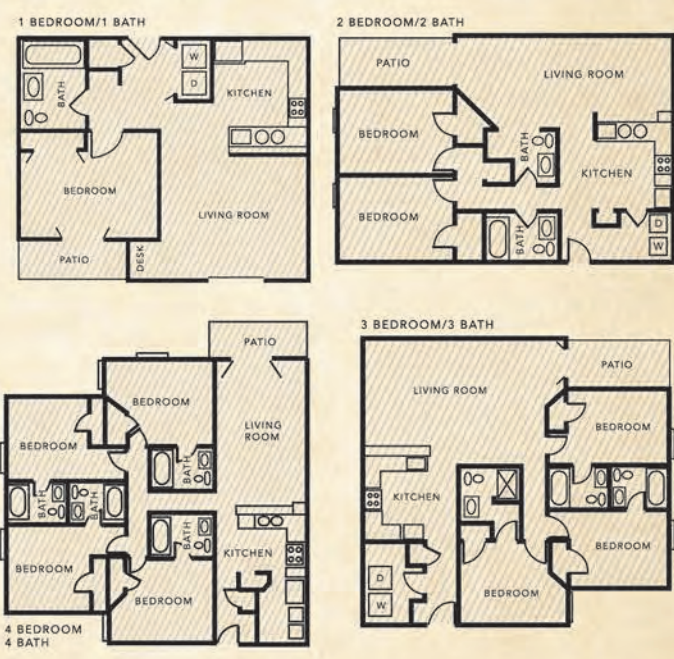 1 BEDROOM/1 BATH
W
D
BATH
KITCHEN
BEDROOM
LIVING ROOM
PATIO
DESK
2 BEDROOM/2 BATH
PATIO
LIVING ROOM
BEDROOM
BATH
KITCHEN
BEDROOM
BATH
D
W
PATIO
BEDROOM
LIVING
ROOM
BEDROOM
BATH
BATH
BATH
BATH
KITCHEN
BEDROOM
BEDROOM
4 BEDROOM
4 BATH
3 BEDROOM/3 BATH
PATIO
LIVING ROOM
BEDROOM
KITCHEN
BEDROOM
D
BEDROOM
W